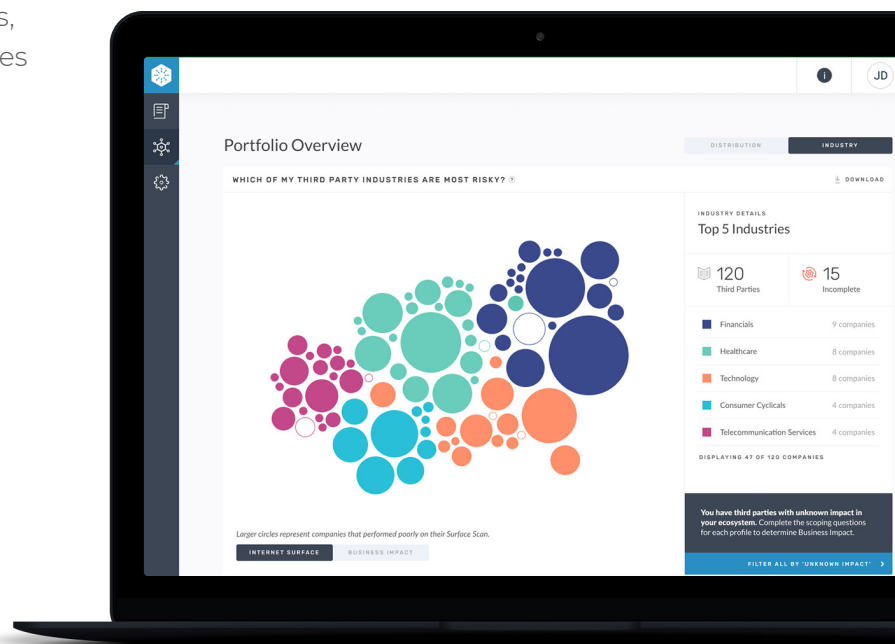 s,
es
i
JD
Portfolio Overview
DISTRIBUTION
INDUSTRY
WHICH OF MY THIRD PARTY INDUSTRIES ARE MOST RISKY? ?
DOWNLOAD
INDUSTRY DETAILS
Top 5 Industries
120
Third Parties
15
Incomplete
Financials 9 companies
Healthcare 8 companies
Technology 8 companies
Consumer Cyclicals 4 companies
Telecommunication Services 4 companies
DISPLAYING 47 OF 120 COMPANIES
You have third parties with unknown impact in
your ecosystem. Complete the scoping questions
for each profile to determine Business Impact.
Larger circles represent companies that performed poorly on their Surface Scan.
INTERNET SURFACE
BUSINESS IMPACT
FILTER ALL BY 'UNKNOWN IMPACT' >